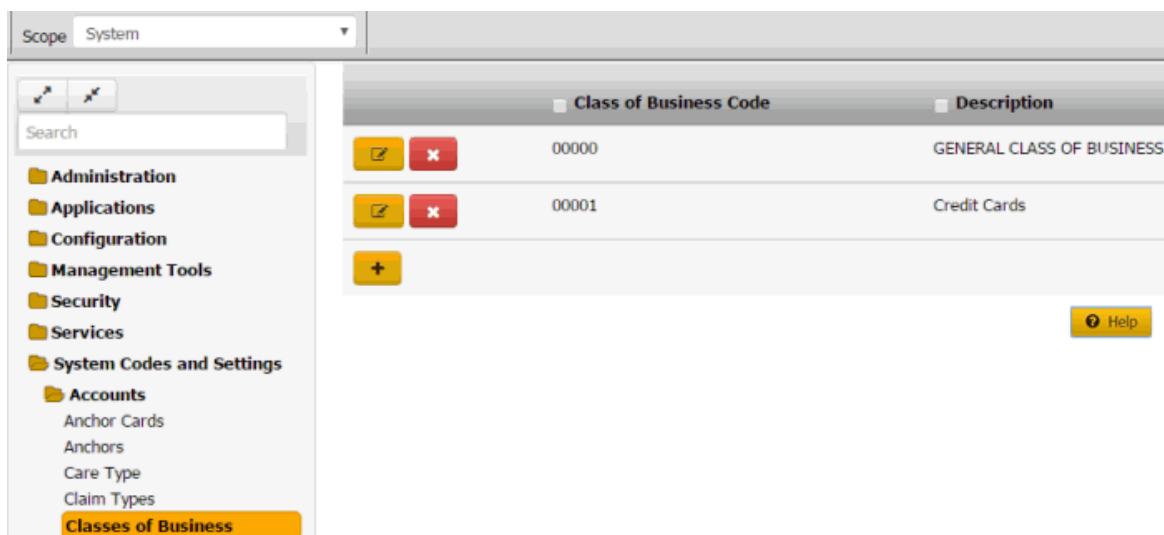 Scope System
Search
Administration
Applications
Configuration
Management Tools
Security
Services
System Codes and Settings
Accounts
Anchor Cards
Anchors
Care Type
Claim Types
Classes of Business
Class of Business Code Description
00000 GENERAL CLASS OF BUSINESS
00001 Credit Cards
Help